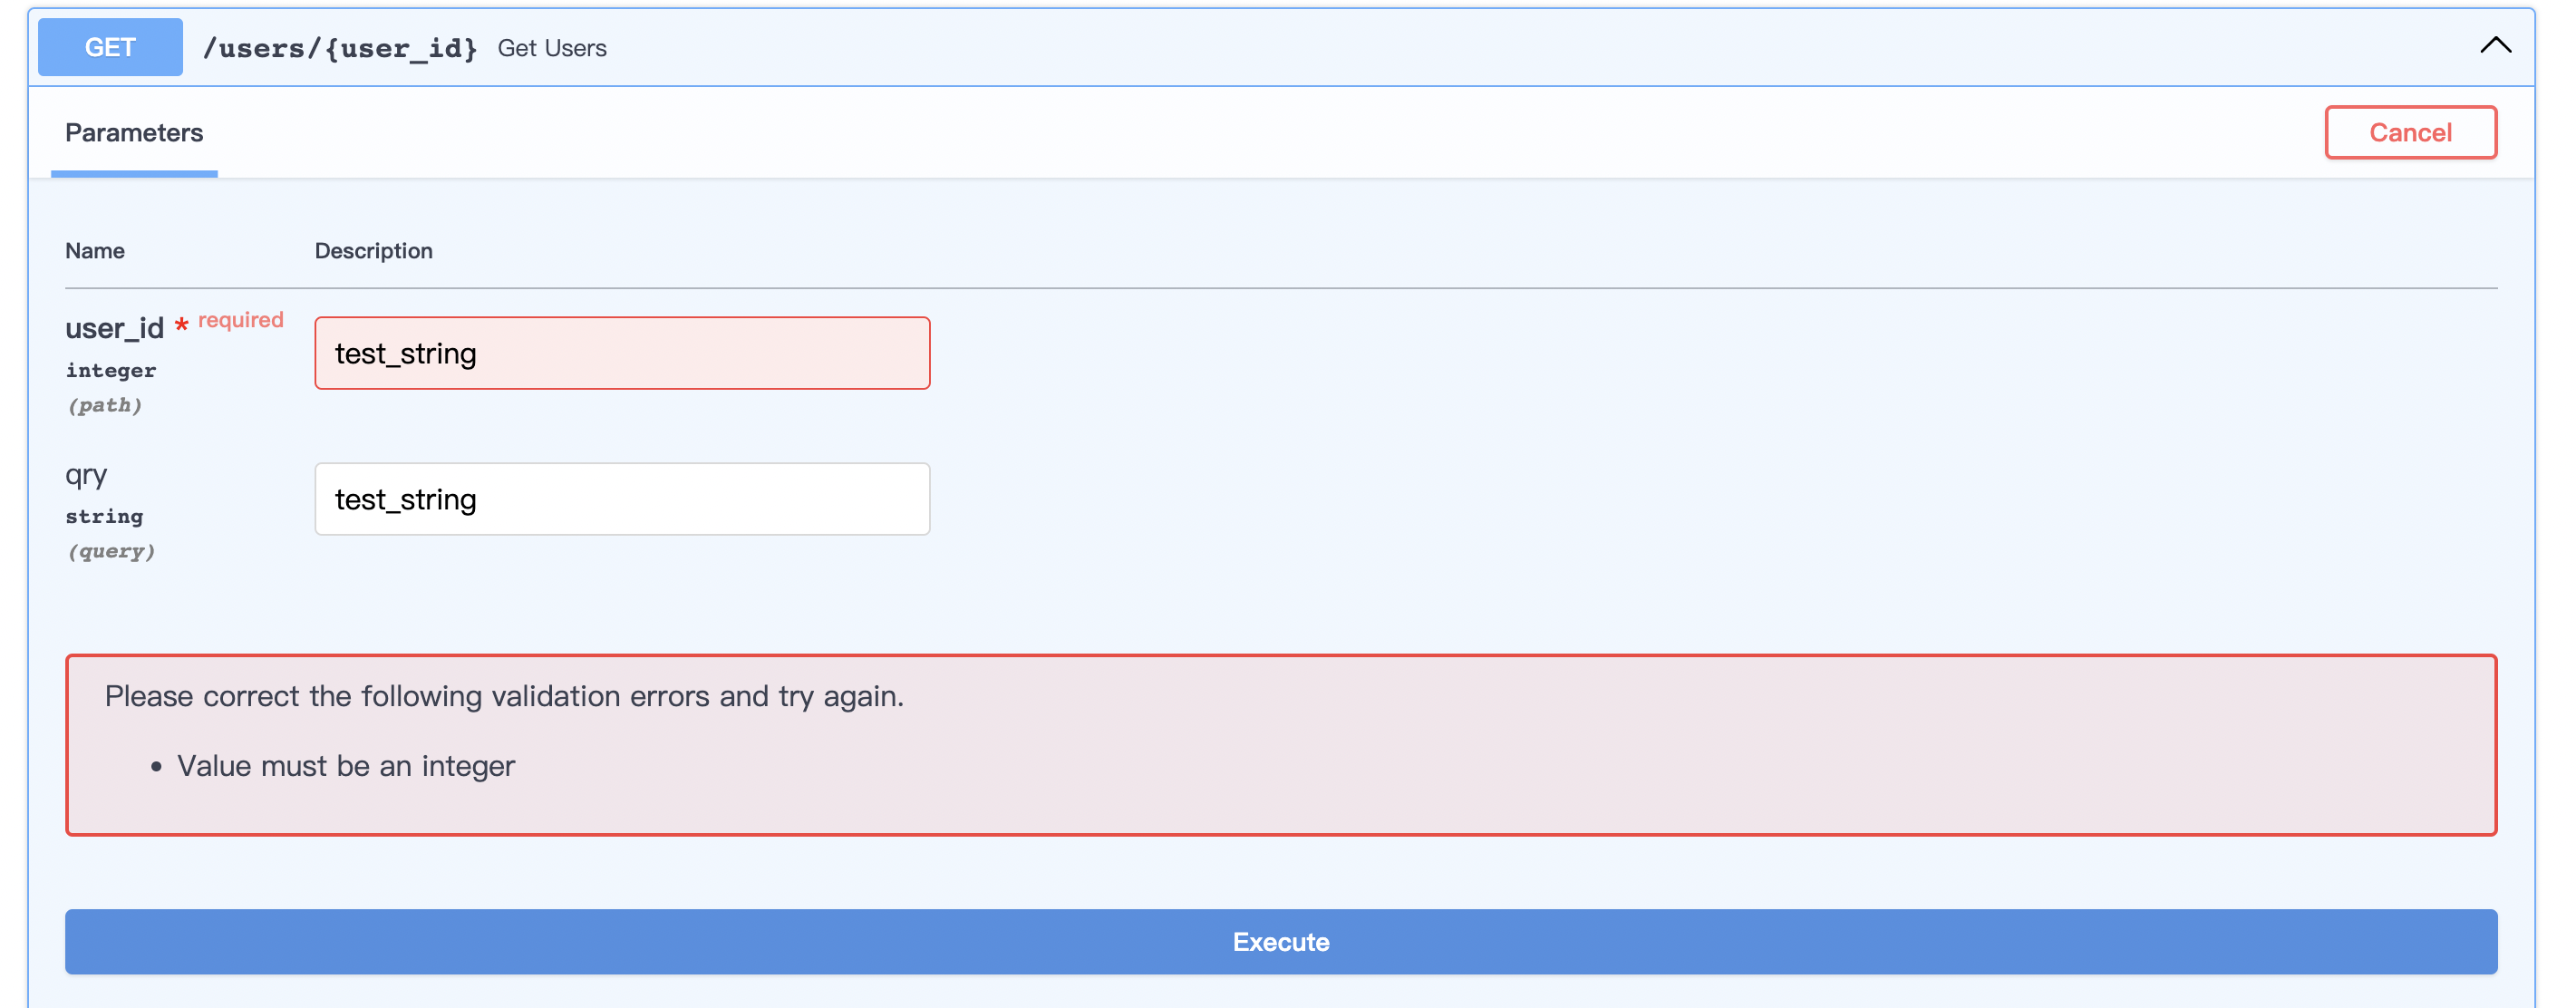 GET /users/{user_id} Get Users
Parameters
Cancel
Name Description
user_id * required
integer
(path)
test_string
qry
string
(query)
test_string
Please correct the following validation errors and try again.
• Value must be an integer
Execute